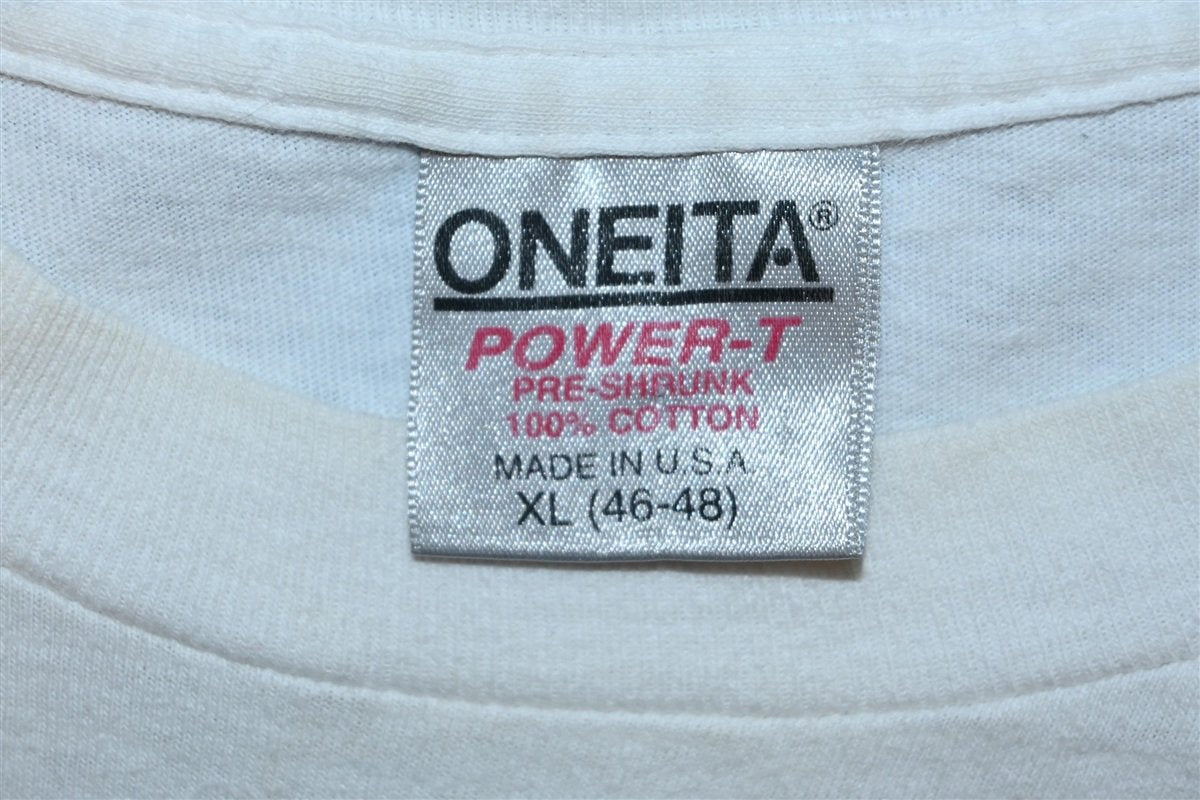 ONEITA®
POWER-T
PRE-SHRUNK
100% COTTON
MADE IN U.S.A.
XL (46-48)